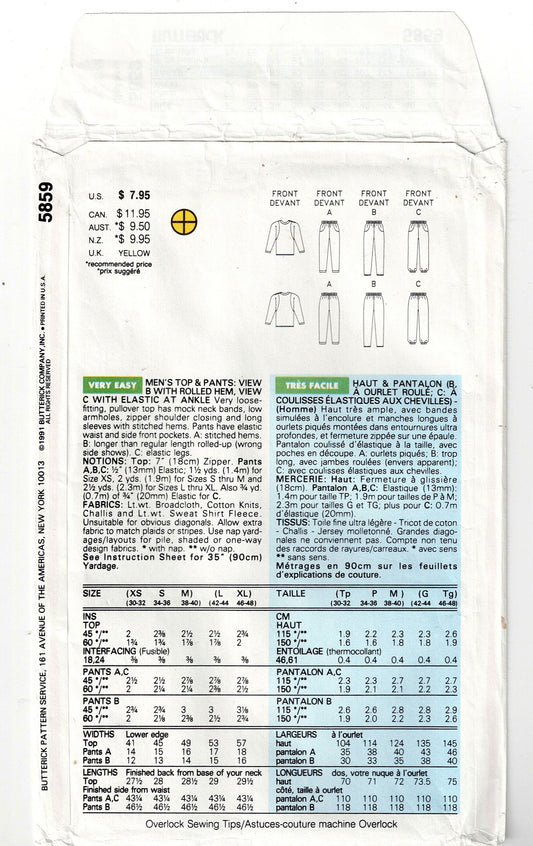 5859
©1991 BUTTERICK COMPANY, INC. • PRINTED IN U.S.A.
ALL RIGHTS RESERVED
BUTTERICK PATTERN SERVICE, 161 AVENUE OF THE AMERICAS, NEW YORK 10013
U.S. $ 7.95
CAN. $ 11.95
AUST. *$ 9.50
N.Z. *$ 9.95
U.K. YELLOW
*recommended price
*prix suggéré
FRONT DEVANT FRONT DEVANT FRONT DEVANT FRONT DEVANT
A B C
A B C
VERY EASY MEN'S TOP & PANTS: VIEW
B WITH ROLLED HEM, VIEW
C WITH ELASTIC AT ANKLE Very loose-
fitting, pullover top has mock neck bands, low
armholes, zipper shoulder closing and long
sleeves with stitched hems. Pants have elastic
waist and side front pockets. A: stitched hems.
B: longer than regular length rolled-up (wrong
side shows). C: elastic legs.
NOTIONS: Top: 7" (18cm) Zipper. Pants
A,B,C: ½" (13mm) Elastic; 1½ yds. (1.4m) for
Size XS, 2 yds. (1.9m) for Sizes S thru M and
2½ yds. (2.3m) for Sizes L thru XL. Also ¾ yd.
(0.7m) of ¾" (20mm) Elastic for C.
FABRICS: Lt.wt. Broadcloth, Cotton Knits,
Challis and Lt.wt. Sweat Shirt Fleece.
Unsuitable for obvious diagonals. Allow extra
fabric to match plaids or stripes. Use nap yard-
ages/layouts for pile, shaded or one-way
design fabrics. * with nap. ** w/o nap.
See Instruction Sheet for 35" (90cm)
Yardage.
TRÈS FACILE HAUT & PANTALON (B,
À OURLET ROULÉ; C: À
COULISSES ÉLASTIQUES AUX CHEVILLES) -
(Homme) Haut très ample, avec bandes
simulées à l'encolure et manches longues à
ourlets piqués montées dans entournures ultra
profondes, et fermeture zippée sur une épaule.
Pantalon coulissé d'élastique à la taille, avec
poches en découpe. A: ourlets piqués; B: trop
long, avec jambes roulées (envers apparent);
C: avec coulisses élastiques aux chevilles.
MERCERIE: Haut: Fermeture à glissière
(18cm). Pantalon A,B,C: Elastique (13mm):
1.4m pour taille TP; 1.9m pour tailles de P à M;
2.3m pour tailles G et TG; plus pour C: 0.7m
d'élastique (20mm).
TISSUS: Toile fine ultra légère - Tricot de coton
- Challis - Jersey molletonné. Grandes diago-
nales ne conviennent pas. Compte non tenu
des raccords de rayures/carreaux. * avec sens
** sans sens.
Métrages en 90cm sur les feuillets
d'explications de couture.
SIZE (XS S M) (L XL)
(30-32 34-36 38-40) (42-44 46-48)
INS
TOP
45 */** 2 2⅜ 2½ 2½ 2¾
60 */** 1¾ 1¾ 1⅞ 1⅞ 2
INTERFACING (Fusible)
18,24 ⅜ ⅜ ⅜ ⅜ ⅜
PANTS A,C
45 */** 2½ 2½ 2⅞ 2⅞ 2⅞
60 */** 2 2¼ 2¼ 2⅜ 2½
PANTS B
45 */** 2¾ 2¾ 3 3 3⅛
60 */** 2 2⅛ 2⅜ 2½ 2¾
WIDTHS Lower edge
Top 41 45 49 53 57
Pants A 14 15 16 17 18
Pants B 12 13 14 15 16
LENGTHS Finished back from base of your neck
Top 27½ 28 28½ 29 29½
Finished side from waist
Pants A,C 43¼ 43¼ 43¼ 43¼ 43¼
Pants B 46½ 46½ 46½ 46½ 46½
TAILLE (Tp P M) (G Tg)
(30-32 34-36 38-40) (42-44 46-48)
CM
HAUT
115 */** 1.9 2.2 2.3 2.3 2.6
150 */** 1.6 1.6 1.8 1.8 1.9
ENTOILAGE (thermocollant)
46,61 0.4 0.4 0.4 0.4 0.4
PANTALON A,C
115 */** 2.3 2.3 2.7 2.7 2.7
150 */** 1.9 2.1 2.1 2.2 2.3
PANTALON B
115 */** 2.6 2.6 2.8 2.8 2.9
150 */** 1.9 2.0 2.2 2.3 2.6
LARGEURS à l'ourlet
haut 104 114 124 135 145
pantalon A 35 38 40 43 46
pantalon B 30 33 35 38 40
LONGUEURS dos, votre nuque à l'ourlet
haut 70 71 72 73.5 75
côté, taille à ourlet
pantalon A,C 110 110 110 110 110
pantalon B 118 118 118 118 118
Overlock Sewing Tips/Astuces-couture machine Overlock